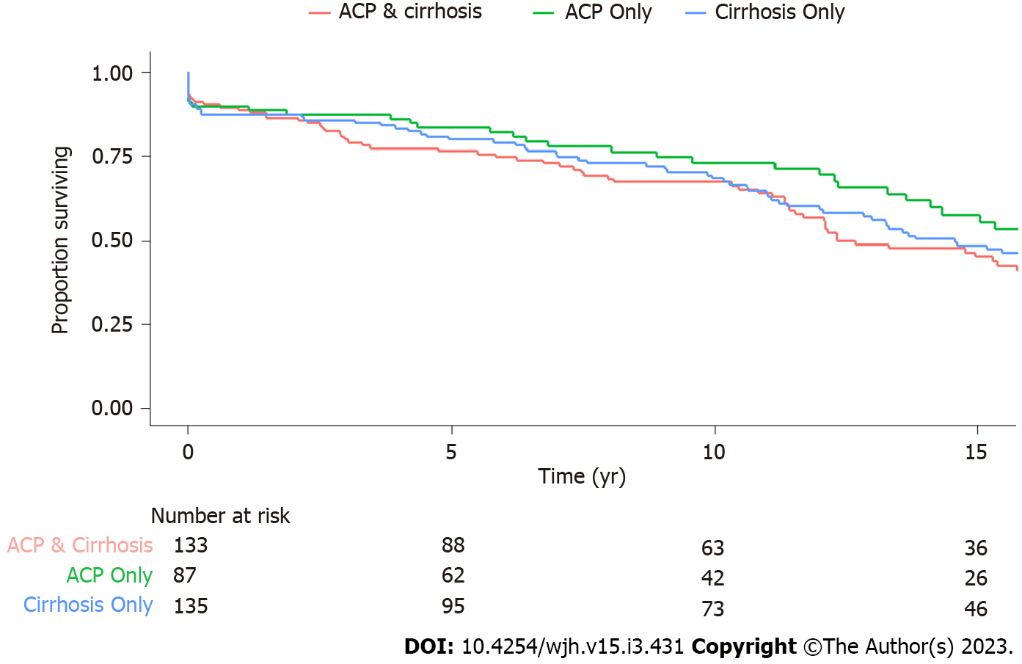 ACP & cirrhosis ACP Only Cirrhosis Only
1.00
0.75
0.50
0.25
0.00
Proportion surviving
0 5 10 15
Time (yr)
Number at risk
ACP & Cirrhosis 133 88 63 36
ACP Only 87 62 42 26
Cirrhosis Only 135 95 73 46
DOI: 10.4254/wjh.v15.i3.431 Copyright ©The Author(s) 2023.